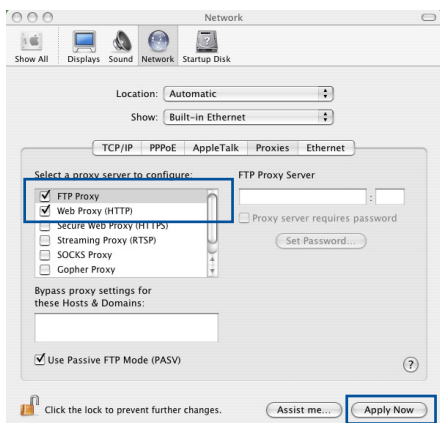 Network
Show All Displays Sound Network Startup Disk
Location: Automatic
Show: Built-in Ethernet
TCP/IP PPPoE AppleTalk Proxies Ethernet
Select a proxy server to configure: FTP Proxy Server
FTP Proxy :
Web Proxy (HTTP) Proxy server requires password
Secure Web Proxy (HTTPS)
Streaming Proxy (RTSP) Set Password...
SOCKS Proxy
Gopher Proxy
Bypass proxy settings for
these Hosts & Domains:
Use Passive FTP Mode (PASV) ?
Click the lock to prevent further changes. Assist me... Apply Now